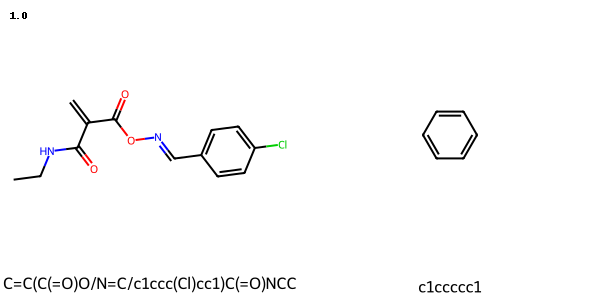 1.0
O
O
N
HN
O
Cl
C=C(C(=O)O/N=C/c1ccc(Cl)cc1)C(=O)NCC
c1ccccc1